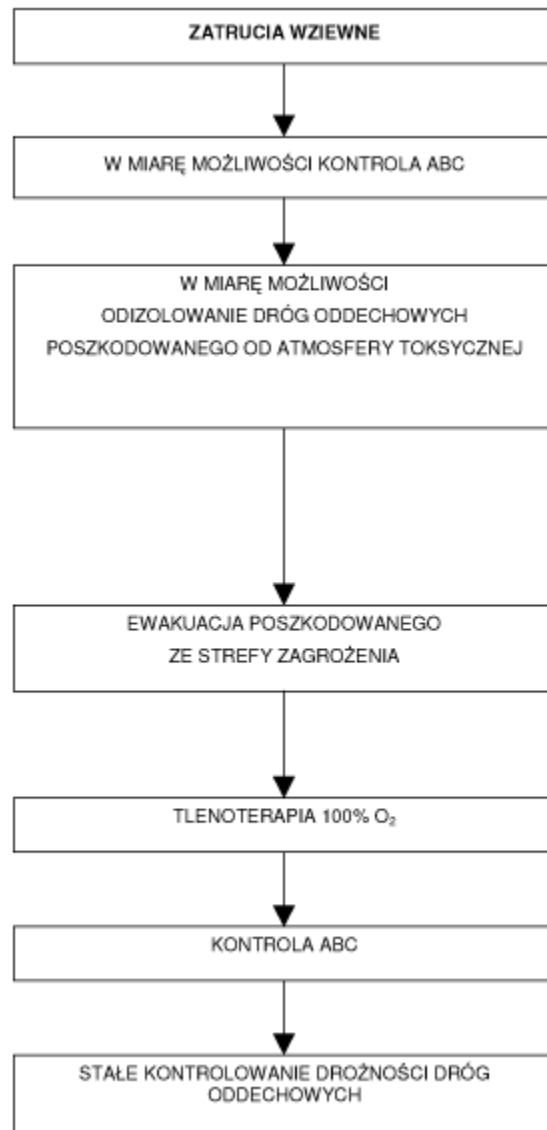 ZATRUCIA WZIEWNE
W MIARĘ MOŻLIWOŚCI KONTROLA ABC
W MIARĘ MOŻLIWOŚCI
ODIZOLOWANIE DRÓG ODDECHOWYCH
POSZKODOWANEGO OD ATMOSFERY TOKSYCZNEJ
EWAKUACJA POSZKODOWANEGO
ZE STREFY ZAGROŻENIA
TLENOTERAPIA 100% O₂
KONTROLA ABC
STAŁE KONTROLOWANIE DROŻNOŚCI DRÓG
ODDECHOWYCH